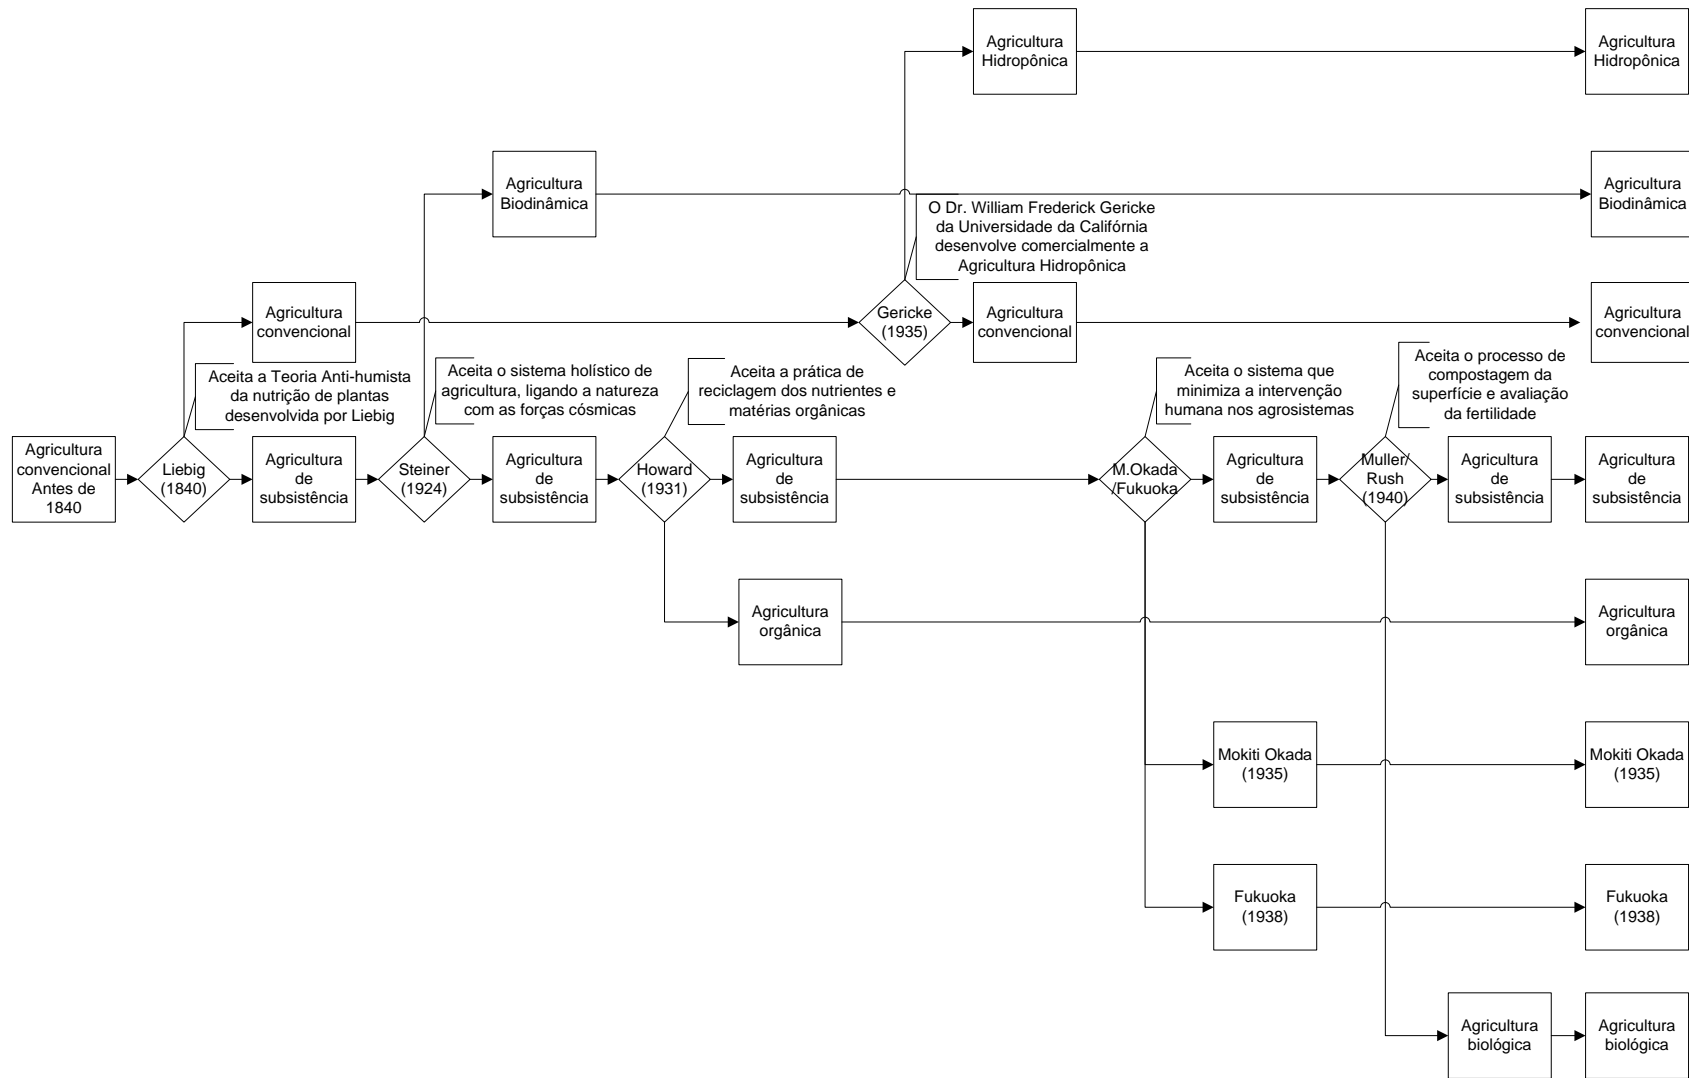 Agricultura
Hidropônica
Agricultura
Hidropônica
Agricultura
Biodinâmica
Agricultura
Biodinâmica
O Dr. William Frederick Gericke
da Universidade da Califórnia
desenvolve comercialmente a
Agricultura Hidropônica
Agricultura
convencional
Gericke
(1935)
Agricultura
convencional
Agricultura
convencional
Aceita a Teoria Anti-humista
da nutrição de plantas
desenvolvida por Liebig
Aceita o sistema holístico de
agricultura, ligando a natureza
com as forças cósmicas
Aceita a prática de
reciclagem dos nutrientes e
matérias orgânicas
Aceita o sistema que
minimiza a intervenção
humana nos agrosistemas
Aceita o processo de
compostagem da
superfície e avaliação
da fertilidade
Agricultura
convencional
Antes de
1840
Liebig
(1840)
Agricultura
de
subsistência
Steiner
(1924)
Agricultura
de
subsistência
Howard
(1931)
Agricultura
de
subsistência
M.Okada
/Fukuoka
Agricultura
de
subsistência
Muller/
Rush
(1940)
Agricultura
de
subsistência
Agricultura
de
subsistência
Agricultura
orgânica
Agricultura
orgânica
Mokiti Okada
(1935)
Mokiti Okada
(1935)
Fukuoka
(1938)
Fukuoka
(1938)
Agricultura
biológica
Agricultura
biológica